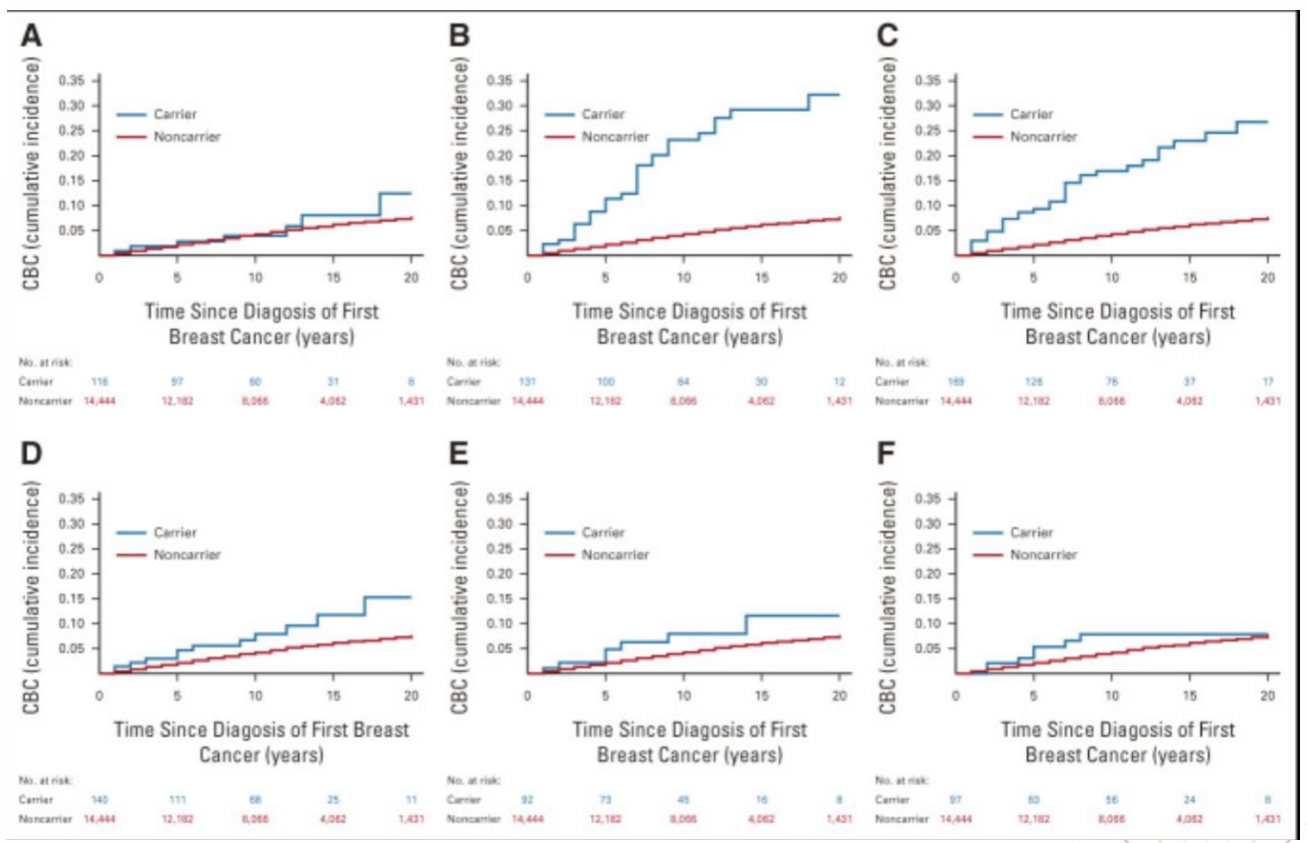 A
CBC (cumulative incidence)
0.35
0.30
0.25
0.20
0.15
0.10
0.05
Carrier
Noncarrier
0 5 10 15 20
Time Since Diagosis of First
Breast Cancer (years)
No. at risk:
Carrier 116 97 60 31 8
Noncarrier 14,444 12,182 8,066 4,062 1,431
B
CBC (cumulative incidence)
0.35
0.30
0.25
0.20
0.15
0.10
0.05
Carrier
Noncarrier
0 5 10 15 20
Time Since Diagosis of First
Breast Cancer (years)
No. at risk:
Carrier 131 100 64 30 12
Noncarrier 14,444 12,182 8,066 4,062 1,431
C
CBC (cumulative incidence)
0.35
0.30
0.25
0.20
0.15
0.10
0.05
Carrier
Noncarrier
0 5 10 15 20
Time Since Diagosis of First
Breast Cancer (years)
No. at risk:
Carrier 169 126 76 37 17
Noncarrier 14,444 12,182 8,066 4,062 1,431
D
CBC (cumulative incidence)
0.35
0.30
0.25
0.20
0.15
0.10
0.05
Carrier
Noncarrier
0 5 10 15 20
Time Since Diagosis of First Breast
Cancer (years)
No. at risk:
Carrier 140 111 68 25 11
Noncarrier 14,444 12,182 8,066 4,062 1,431
E
CBC (cumulative incidence)
0.35
0.30
0.25
0.20
0.15
0.10
0.05
Carrier
Noncarrier
0 5 10 15 20
Time Since Diagosis of First
Breast Cancer (years)
No. at risk:
Carrier 92 73 45 16 8
Noncarrier 14,444 12,182 8,066 4,062 1,431
F
CBC (cumulative incidence)
0.35
0.30
0.25
0.20
0.15
0.10
0.05
Carrier
Noncarrier
0 5 10 15 20
Time Since Diagosis of First
Breast Cancer (years)
No. at risk:
Carrier 97 83 56 24
Noncarrier 14,444 12,182 8,066 4,062 1,431